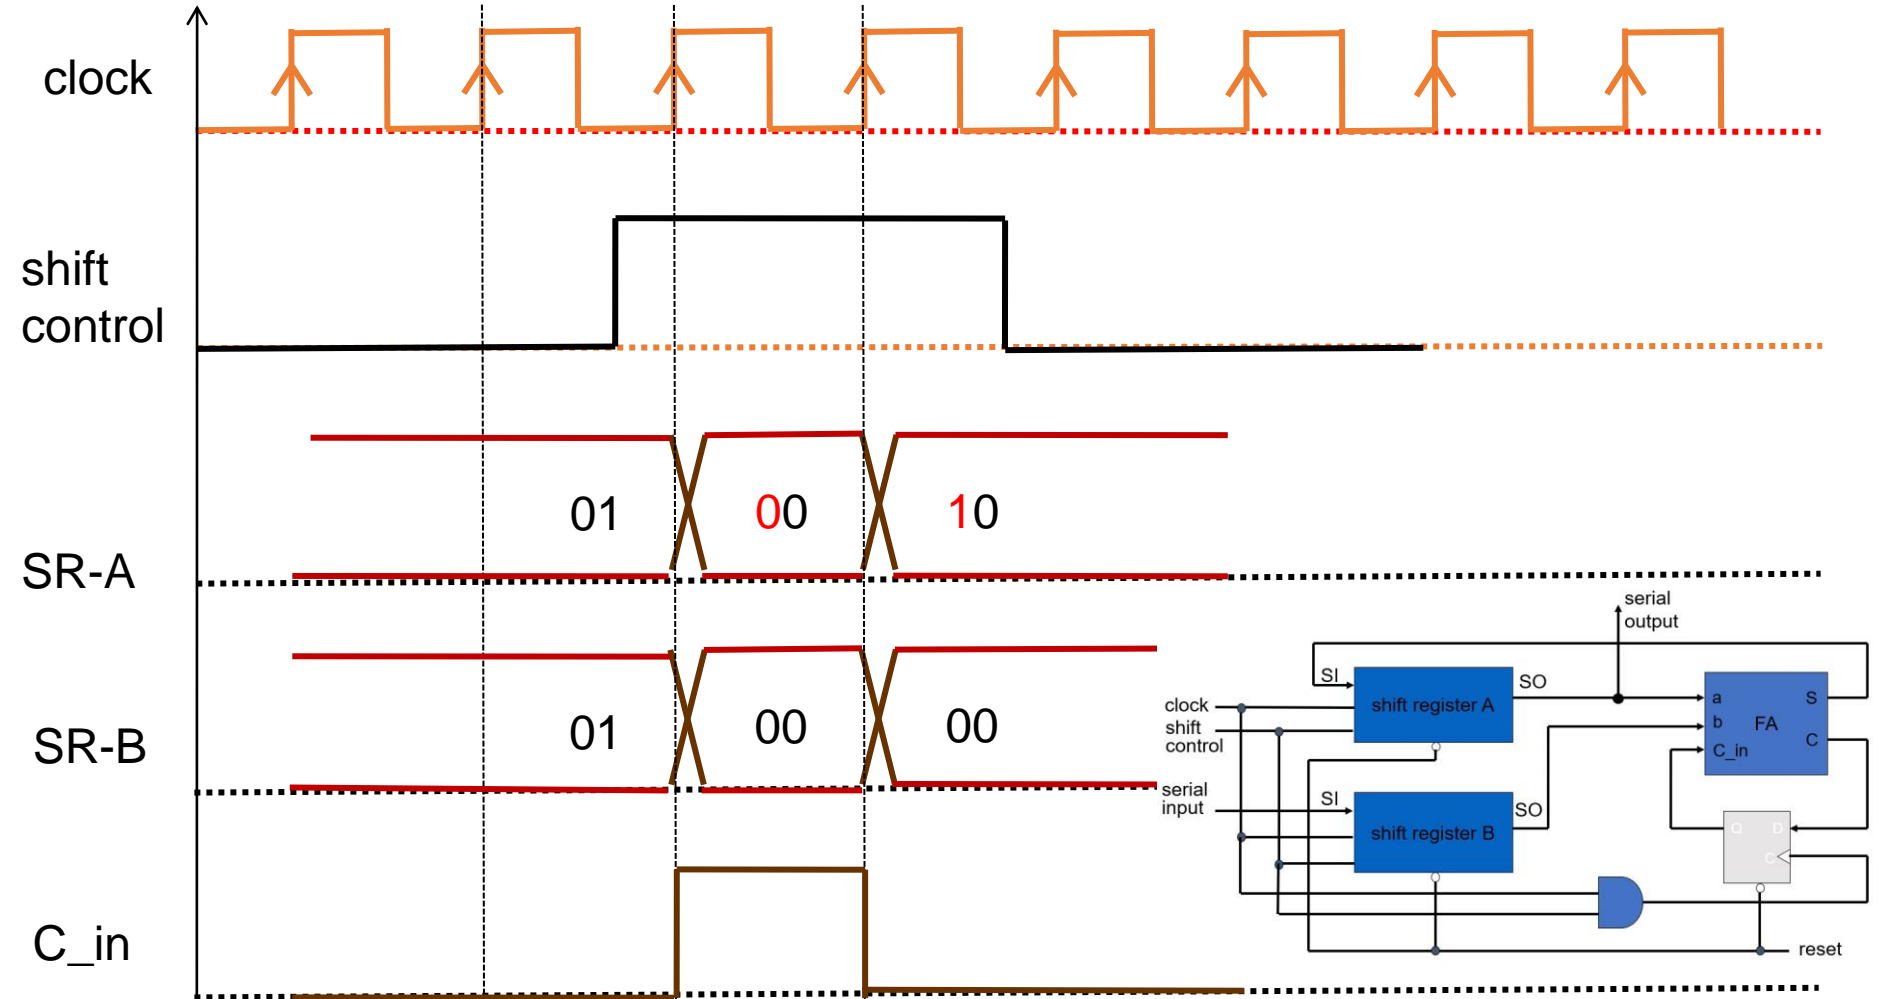 clock
shift
control
01
00
10
SR-A
01
00
00
SR-B
C_in
serial
output
SI
SO
clock
shift register A
a
S
shift
control
b
FA
C_in
C
serial
input
SI
SO
shift register B
Q
D
C
reset